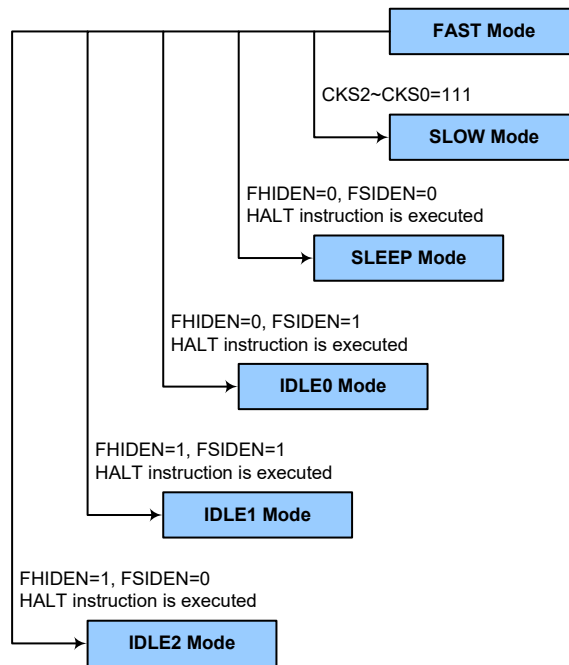 FAST Mode
CKS2~CKS0=111
SLOW Mode
FHIDEN=0, FSIDEN=0
HALT instruction is executed
SLEEP Mode
FHIDEN=0, FSIDEN=1
HALT instruction is executed
IDLE0 Mode
FHIDEN=1, FSIDEN=1
HALT instruction is executed
IDLE1 Mode
FHIDEN=1, FSIDEN=0
HALT instruction is executed
IDLE2 Mode